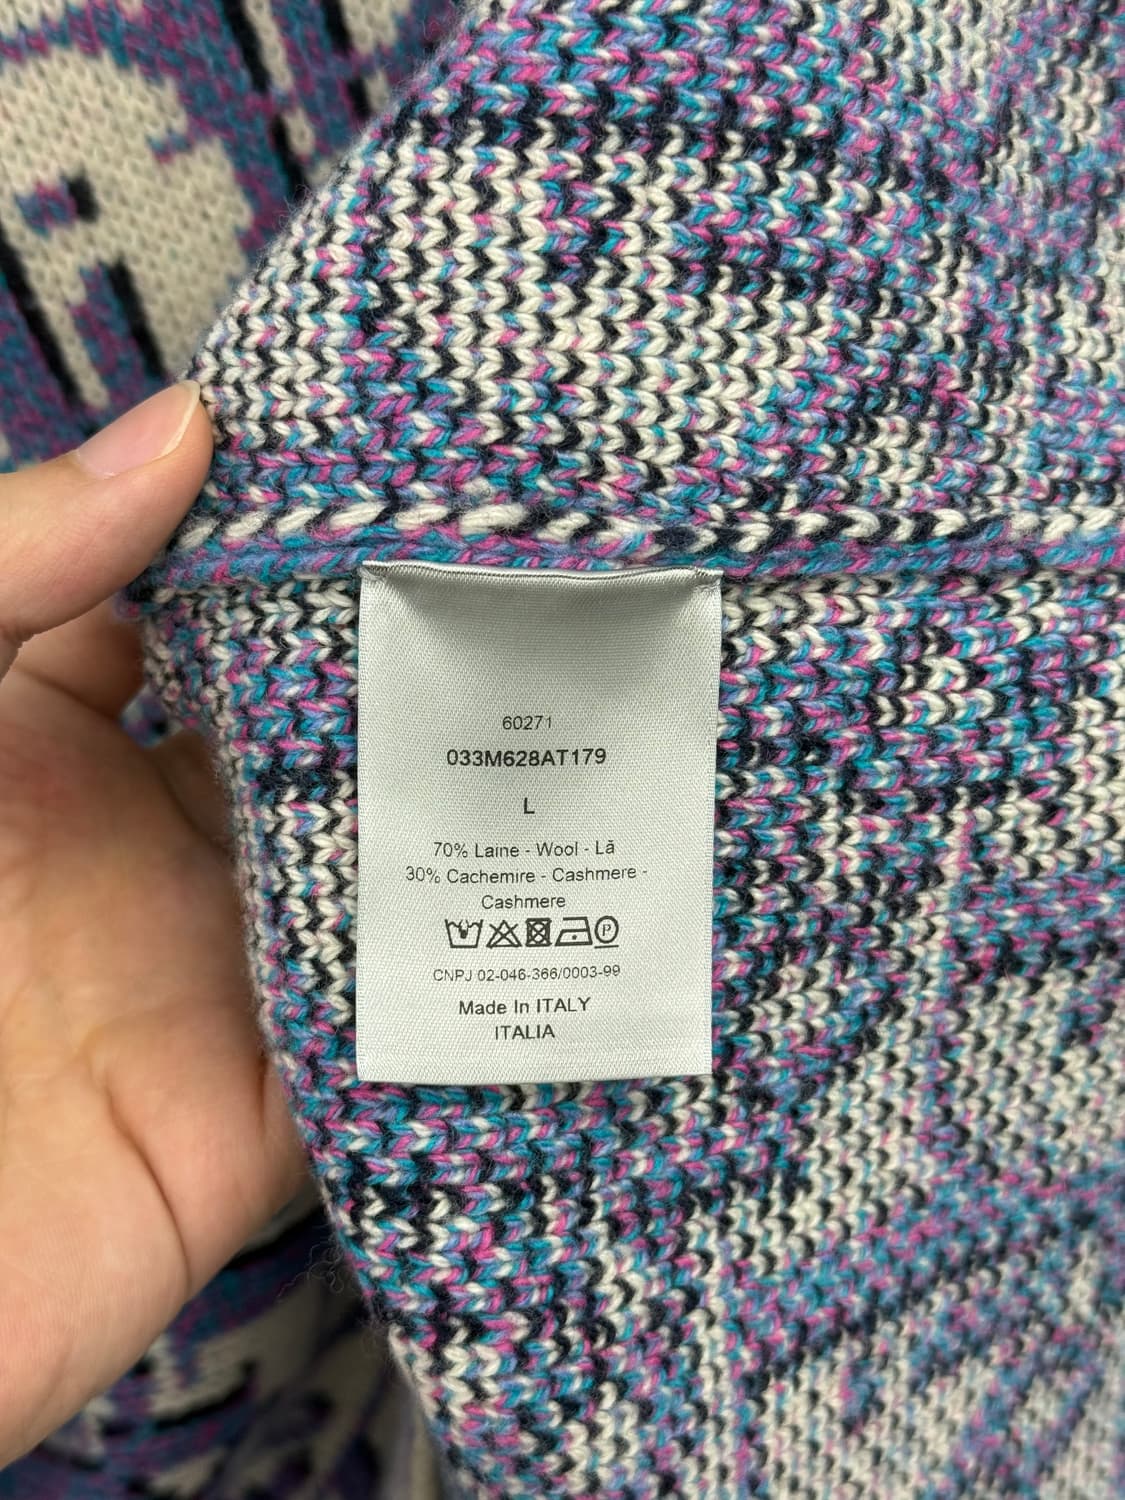 60271
033M628AT179
L
70% Laine - Wool - Lã
30% Cachemire - Cashmere -
Cashmere
P
CNPJ 02-046-366/0003-99
Made In ITALY
ITALIA